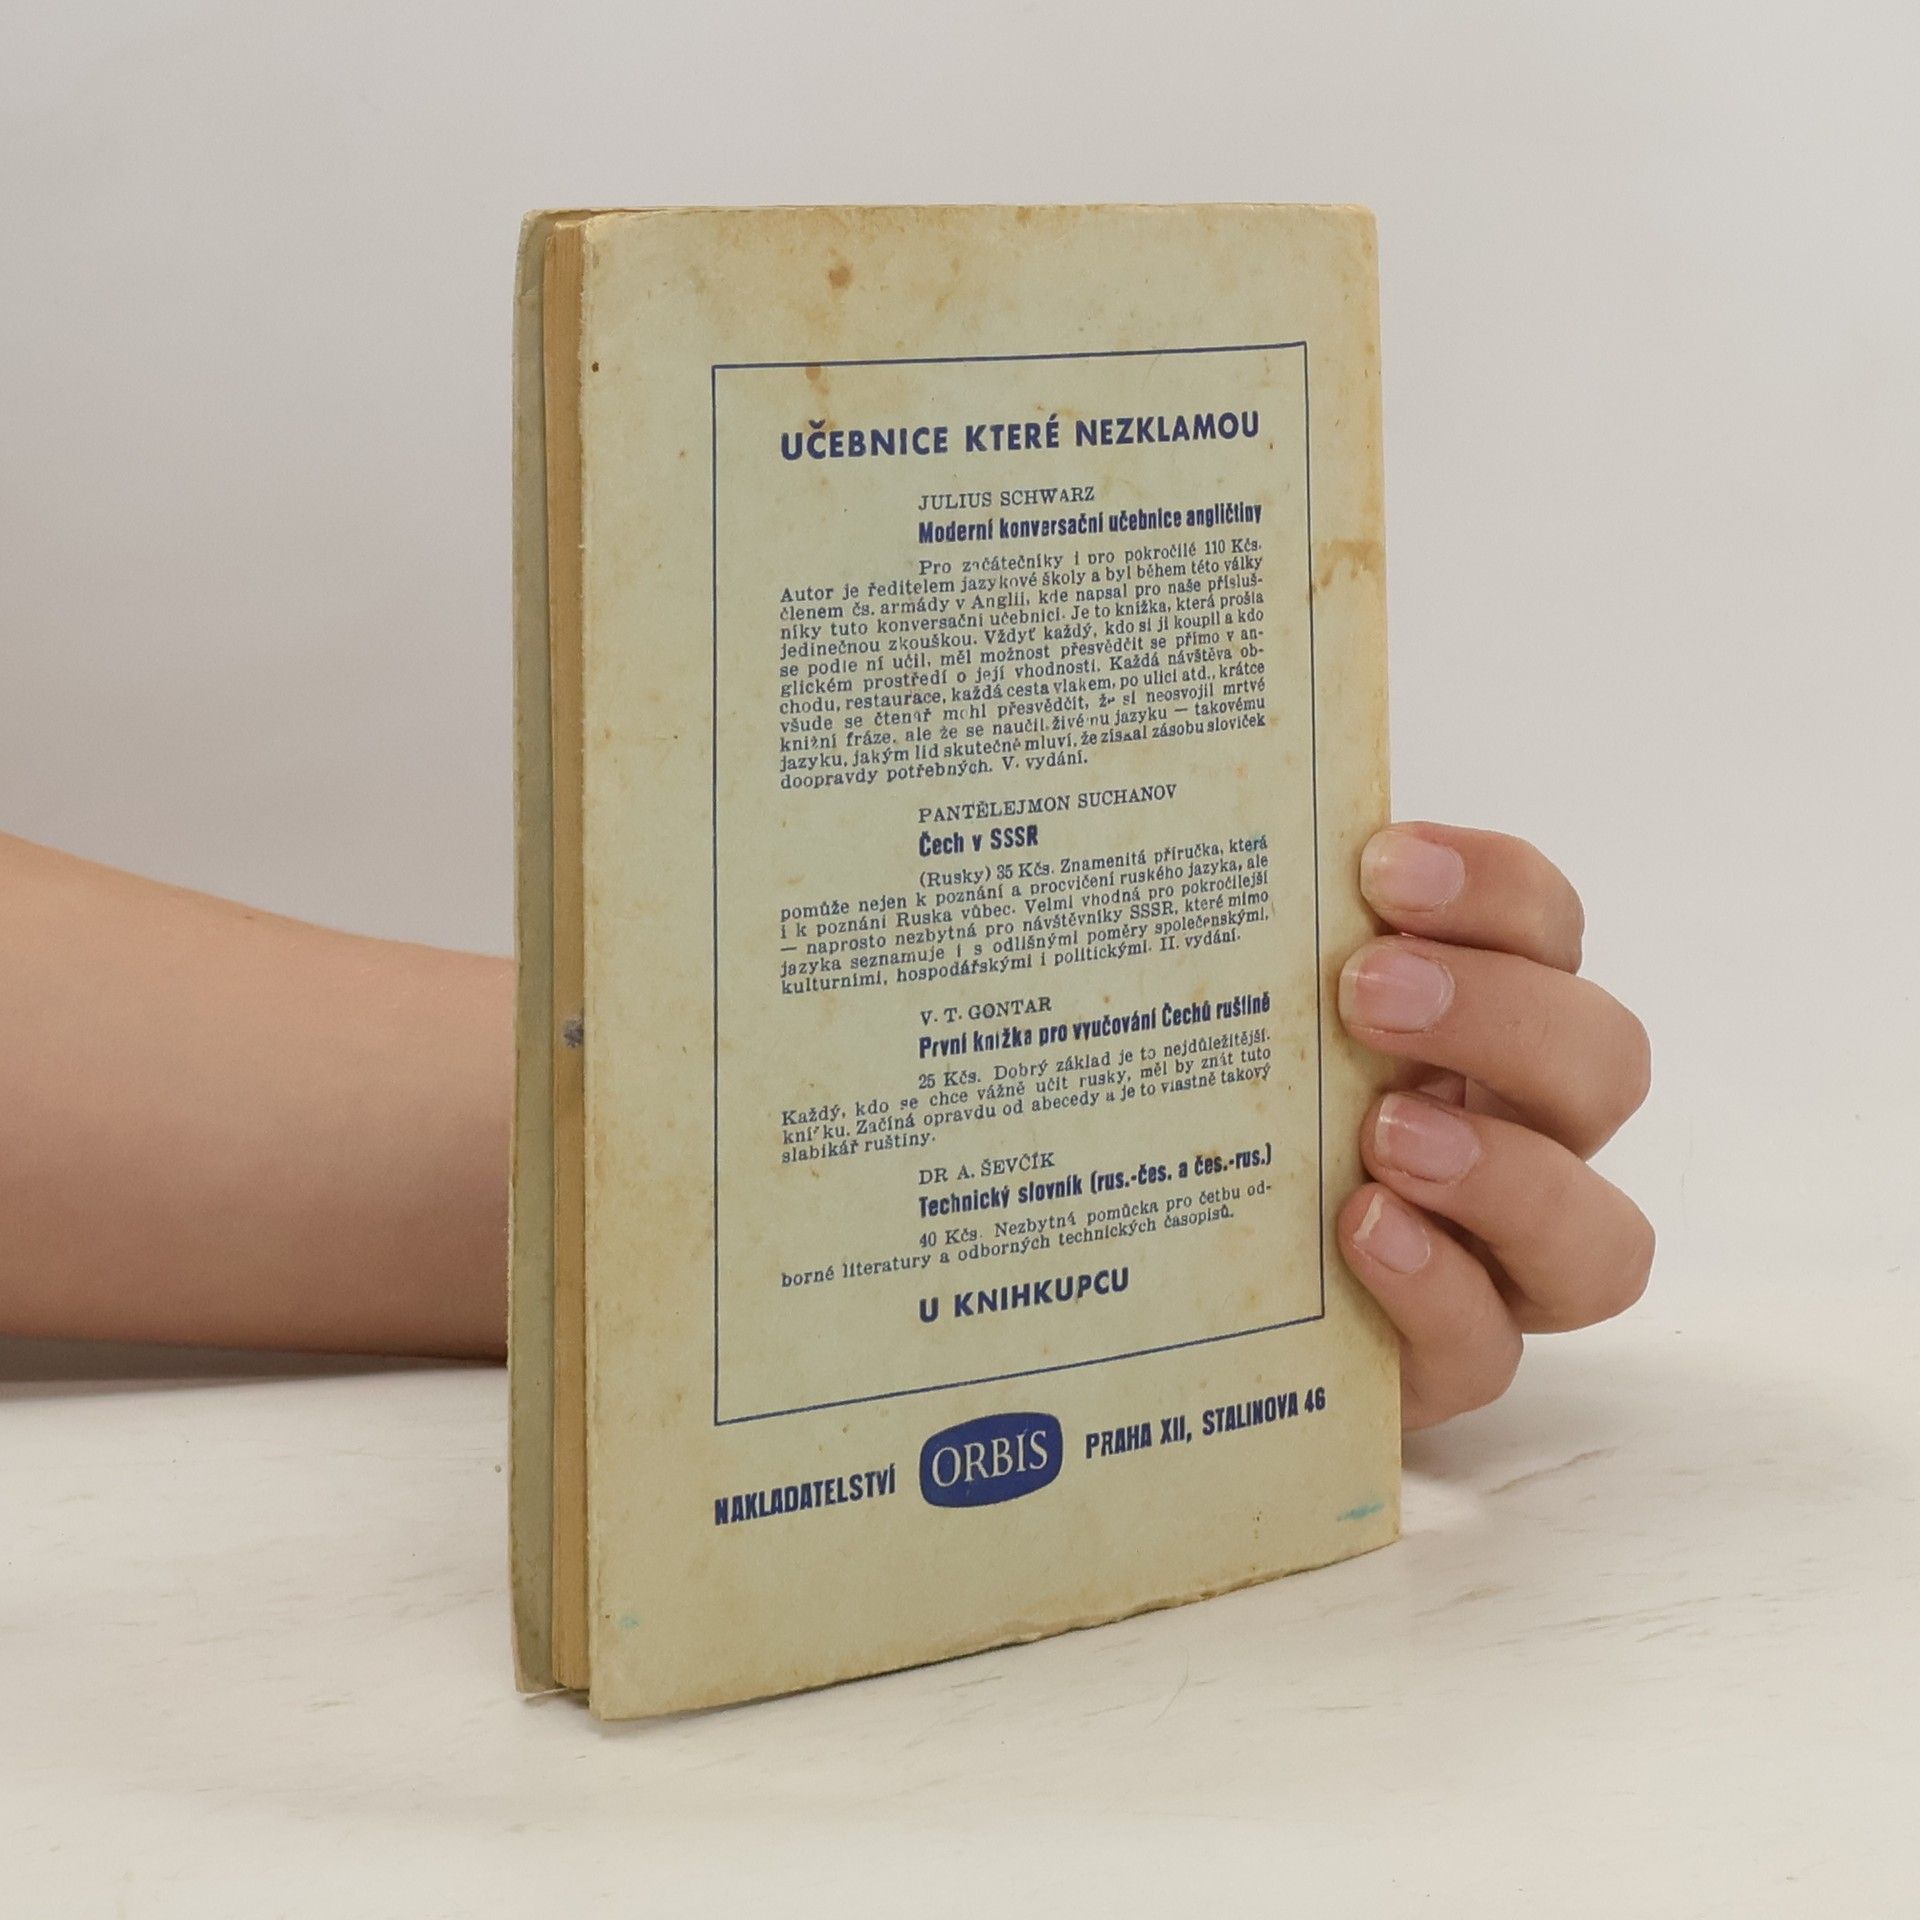 UČEBNICE KTERÉ NEZKLAMOU
JULIUS SCHWARZ
Moderní konversační učebnice angličtiny
Pro začátečníky i pro pokročilé 110 Kčs.
Autor je ředitelem jazykové školy a byl během této války
členem čs. armády v Anglii, kde napsal pro naše přísluš-
níky tuto konversační učebnici. Je to knížka, která prošla
jedinečnou zkouškou. Vždyť každý, kdo si ji koupil a kdo
se podle ní učil, měl možnost přesvědčit se přímo v an-
glickém prostředí o její vhodnosti. Každá návštěva ob-
chodu, restaurace, každá cesta vlakem, po ulici atd., krátce
všude se čtenář mohl přesvědčit, že si neosvojil mrtvé
knižní fráze, ale že se naučil živému jazyku — takovému
jazyku, jakým lid skutečně mluví, že získal zásobu slovíček
doopravdy potřebných. V. vydání.
PANTĚLEJMON SUCHANOV
Čech v SSSR
(Rusky) 35 Kčs. Znamenitá příručka, která
pomůže nejen k poznání a procvičení ruského jazyka, ale
i k poznání Ruska vůbec. Velmi vhodná pro pokročilejší
— naprosto nezbytná pro návštěvníky SSSR, které mimo
jazyka seznamuje i s odlišnými poměry společenskými,
kulturními, hospodářskými i politickými. II. vydání.
V. T. GONTAR
První knížka pro vyučování Čechů ruštině
25 Kčs. Dobrý základ je to nejdůležitější.
Každý, kdo se chce vážně učit rusky, měl by znát tuto
knížku. Začíná opravdu od abecedy a je to vlastně takový
slabikář ruštiny.
DR A. ŠEVČÍK
Technický slovník (rus.-čes. a čes.-rus.)
40 Kčs. Nezbytná pomůcka pro četbu od-
borné literatury a odborných technických časopisů.
U KNIHKUPCU
NAKLADATELSTVÍ ORBIS PRAHA XII, STALINOVA 46